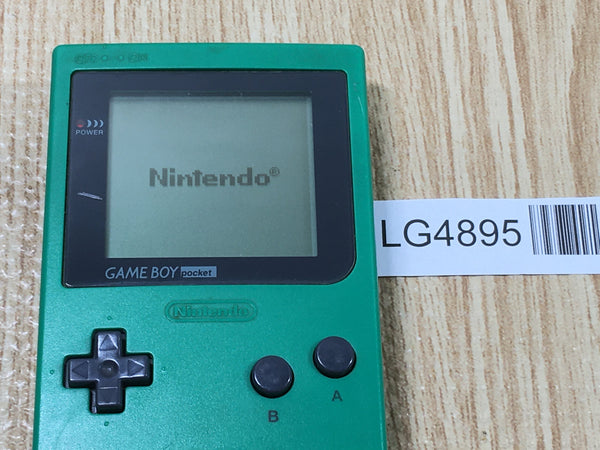 POWER
Nintendo®
GAME BOY pocket
Nintendo
B
A
LG4895